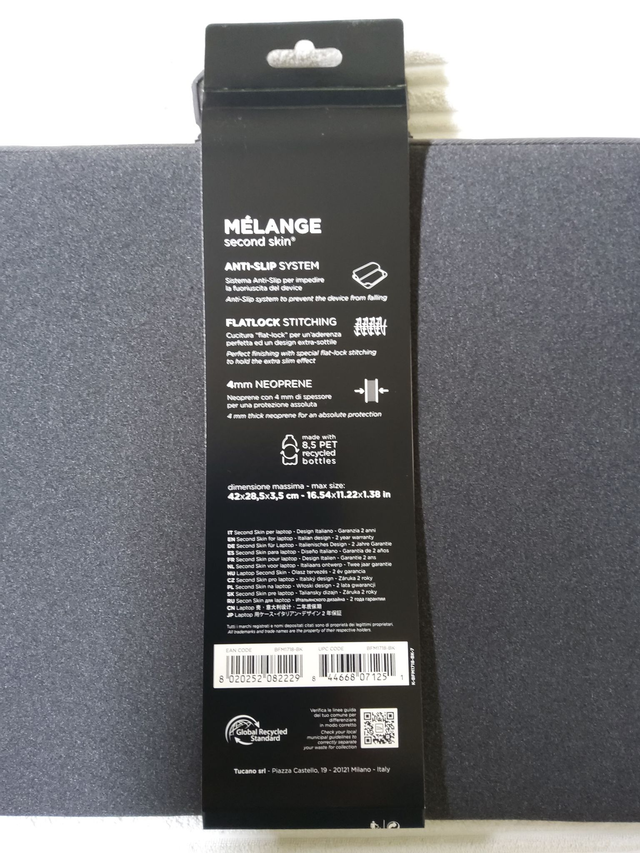 MÉLANGE
second skin®
ANTI-SLIP SYSTEM
Sistema Anti-Slip per impedire
la fuoriuscita del device
Anti-Slip system to prevent the device from falling
FLATLOCK STITCHING
Cucitura "flat-lock" per un'aderenza
perfetta ed un design extra-sottile
Perfect finishing with special flat-lock stitching
to hold the extra slim effect
4mm NEOPRENE
Neoprene con 4 mm di spessore
per una protezione assoluta
4 mm thick neoprene for an absolute protection
made with
8,5 PET
recycled
bottles
dimensione massima - max size:
42x28,5x3,5 cm - 16.54x11.22x1.38 in
IT Second Skin per laptop - Design Italiano - Garanzia 2 anni
EN Second Skin for laptop - Italian design - 2 year warranty
DE Second Skin für Laptop - Italienisches Design - 2 Jahre Garantie
ES Second Skin para laptop - Diseño Italiano - Garantía de 2 años
FR Second Skin pour laptop - Design Italien - Garantie 2 ans
NL Second Skin voor laptop - Italiaans ontwerp - Twee jaar garantie
HU Laptop Second Skin - Olasz tervezés - 2 év garancia
CZ Second Skin pro laptop - Italský design - Záruka 2 roky
PL Second Skin na laptop - Włoski design - 2 lata gwarancji
SK Second Skin pre laptop - Taliansky dizajn - Záruka 2 roky
RU Second Skin для laptop - Итальянского дизайна - 2 года гарантии
CN Laptop 壳 - 意大利设计 - 二年质保期
JP Laptop 用ケース - イタリアン・デザイン 2 年保証
Tutti i marchi registrati e nomi depositati citati sono di proprietà dei legittimi proprietari.
All trademarks and trade names are the property of their respective holders.
EAN CODE BFM1718-BK
UPC CODE BFM1718-BK
8 020252 082229
8 44668 07125 1
K-BFM1718-BK-7
Global Recycled
Standard
Verifica le linee guida
del tuo comune per
differenziare
in modo corretto
Check your local
municipal guidelines to
correctly separate
your waste for collection
Tucano srl - Piazza Castello, 19 - 20121 Milano - Italy